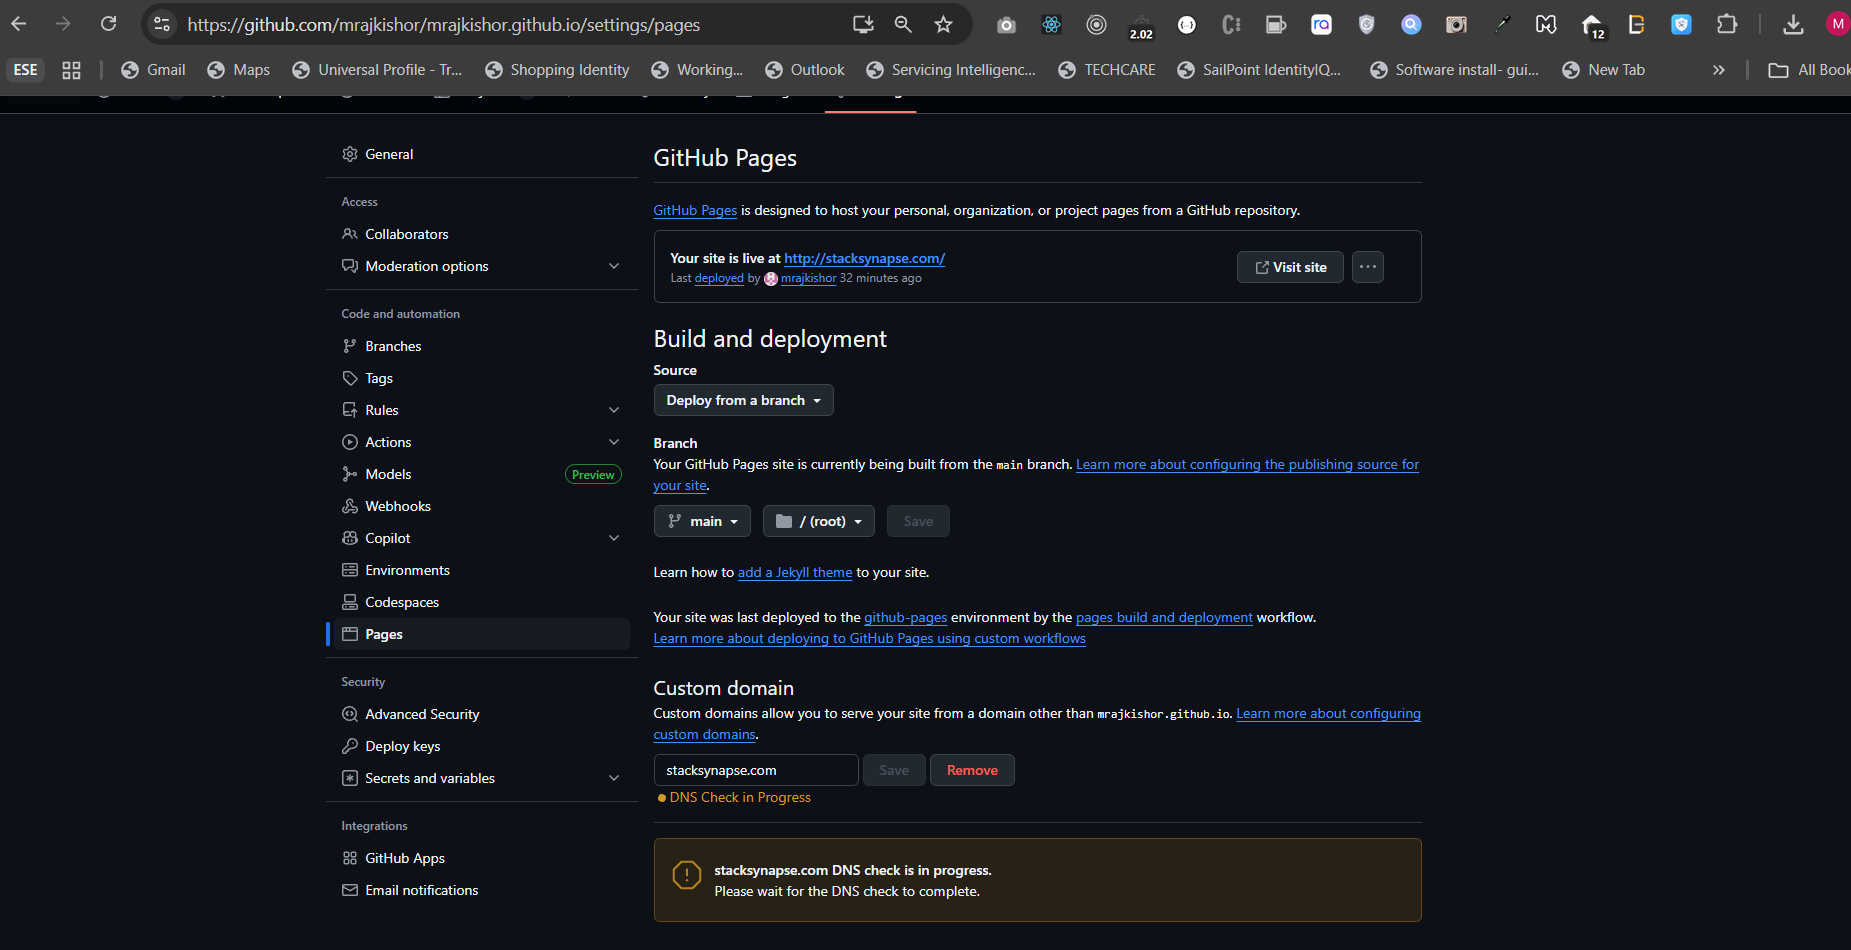 https://github.com/mrajkishor/mrajkishor.github.io/settings/pages
2.02
ra
12
M
ESE
Gmail
Maps
Universal Profile - Tr...
Shopping Identity
Working...
Outlook
Servicing Intelligenc...
TECHCARE
SailPoint IdentityIQ...
Software install- gui...
New Tab
All Book
General
Access
Collaborators
Moderation options
Code and automation
Branches
Tags
Rules
Actions
Models
Preview
Webhooks
Copilot
Environments
Codespaces
Pages
Security
Advanced Security
Deploy keys
Secrets and variables
Integrations
GitHub Apps
Email notifications
GitHub Pages
GitHub Pages is designed to host your personal, organization, or project pages from a GitHub repository.
Your site is live at http://stacksynapse.com/
Last deployed by mrajkishor 32 minutes ago
Visit site
Build and deployment
Source
Deploy from a branch
Branch
Your GitHub Pages site is currently being built from the main branch. Learn more about configuring the publishing source for
your site.
main
/ (root)
Save
Learn how to add a Jekyll theme to your site.
Your site was last deployed to the github-pages environment by the pages build and deployment workflow.
Learn more about deploying to GitHub Pages using custom workflows
Custom domain
Custom domains allow you to serve your site from a domain other than mrajkishor.github.io. Learn more about configuring
custom domains.
stacksynapse.com
Save
Remove
DNS Check in Progress
stacksynapse.com DNS check is in progress.
Please wait for the DNS check to complete.